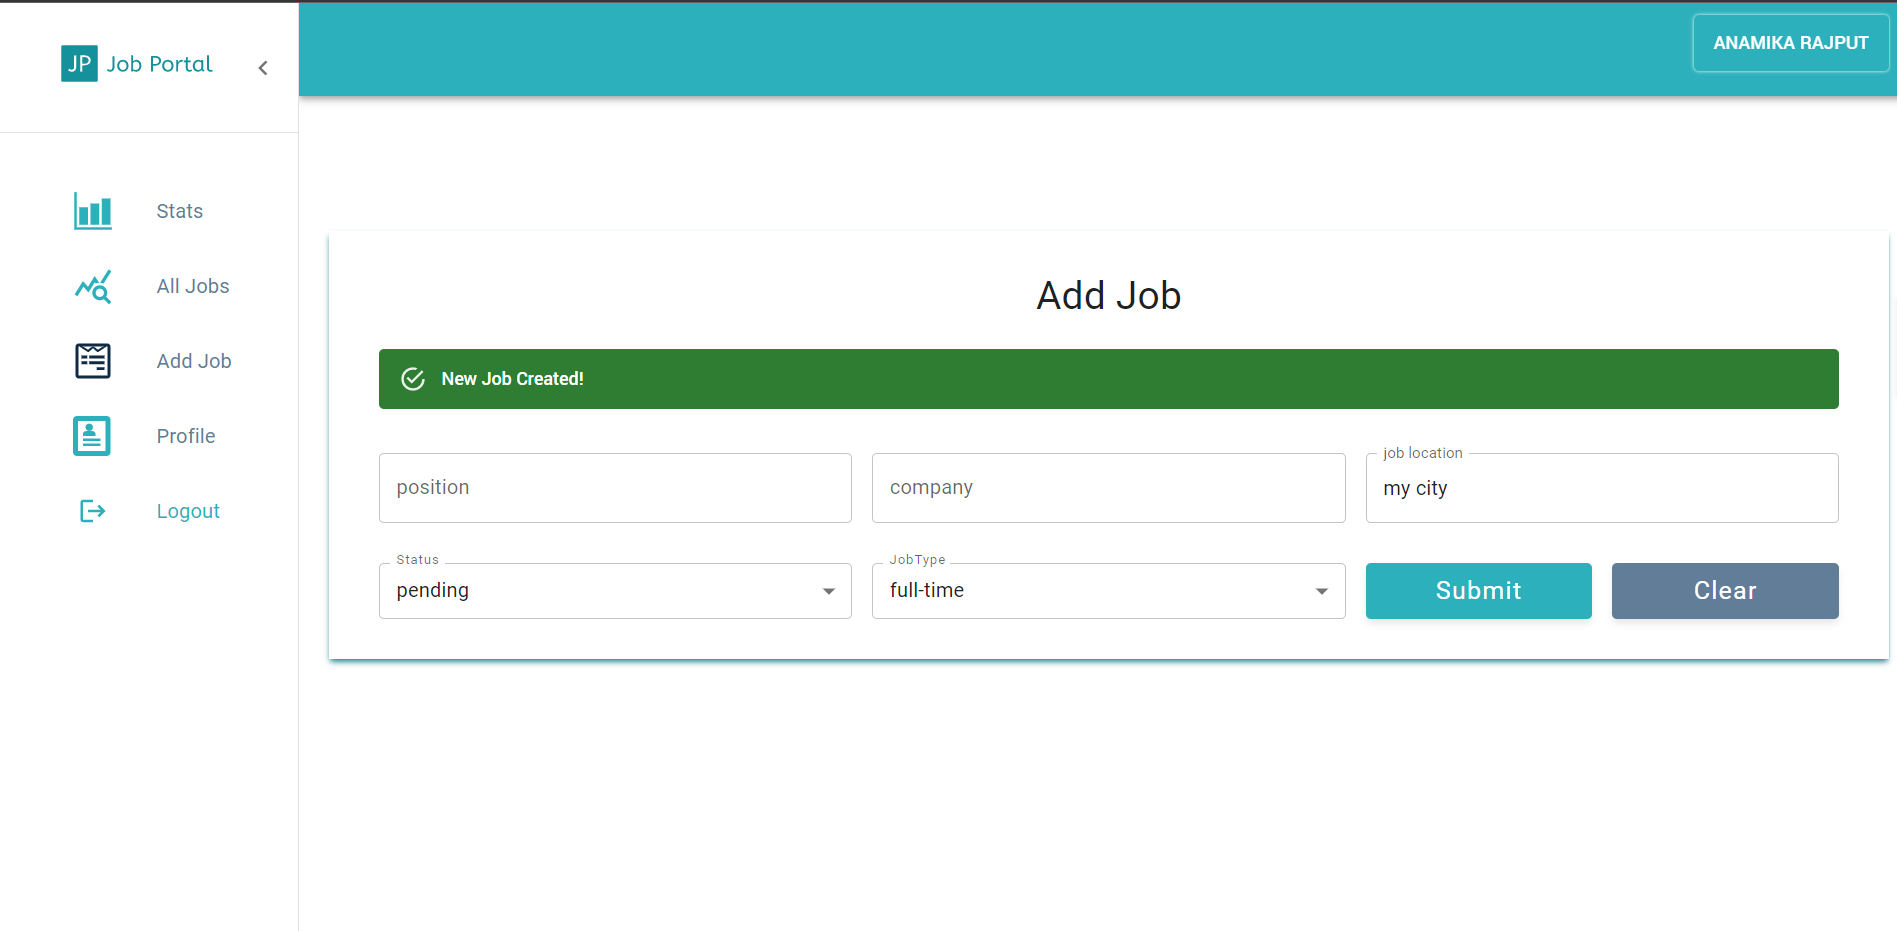 JP Job Portal
ANAMIKA RAJPUT
Stats
All Jobs
Add Job
Profile
Logout
Add Job
New Job Created!
position
company
job location
my city
Status
pending
JobType
full-time
Submit
Clear